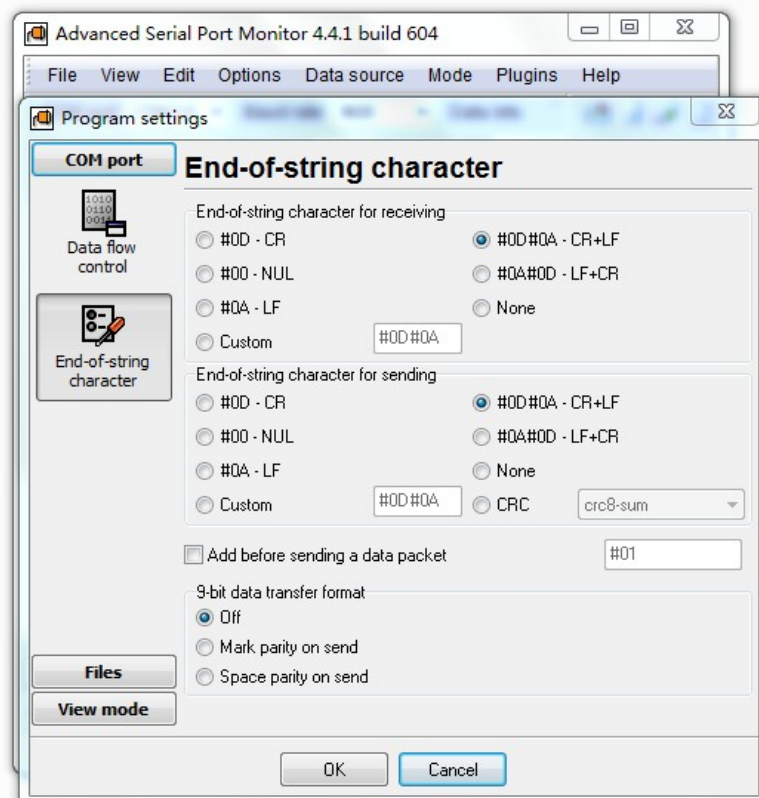 Advanced Serial Port Monitor 4.4.1 build 604
File View Edit Options Data source Mode Plugins Help
Program settings
COM port
Data flow
control
End-of-string
character
Files
View mode
End-of-string character
End-of-string character for receiving
#0D - CR #0D#0A - CR+LF
#00 - NUL #0A#0D - LF+CR
#0A - LF None
Custom #0D#0A
End-of-string character for sending
#0D - CR #0D#0A - CR+LF
#00 - NUL #0A#0D - LF+CR
#0A - LF None
Custom #0D#0A CRC crc8-sum
Add before sending a data packet #01
9-bit data transfer format
Off
Mark parity on send
Space parity on send
OK Cancel